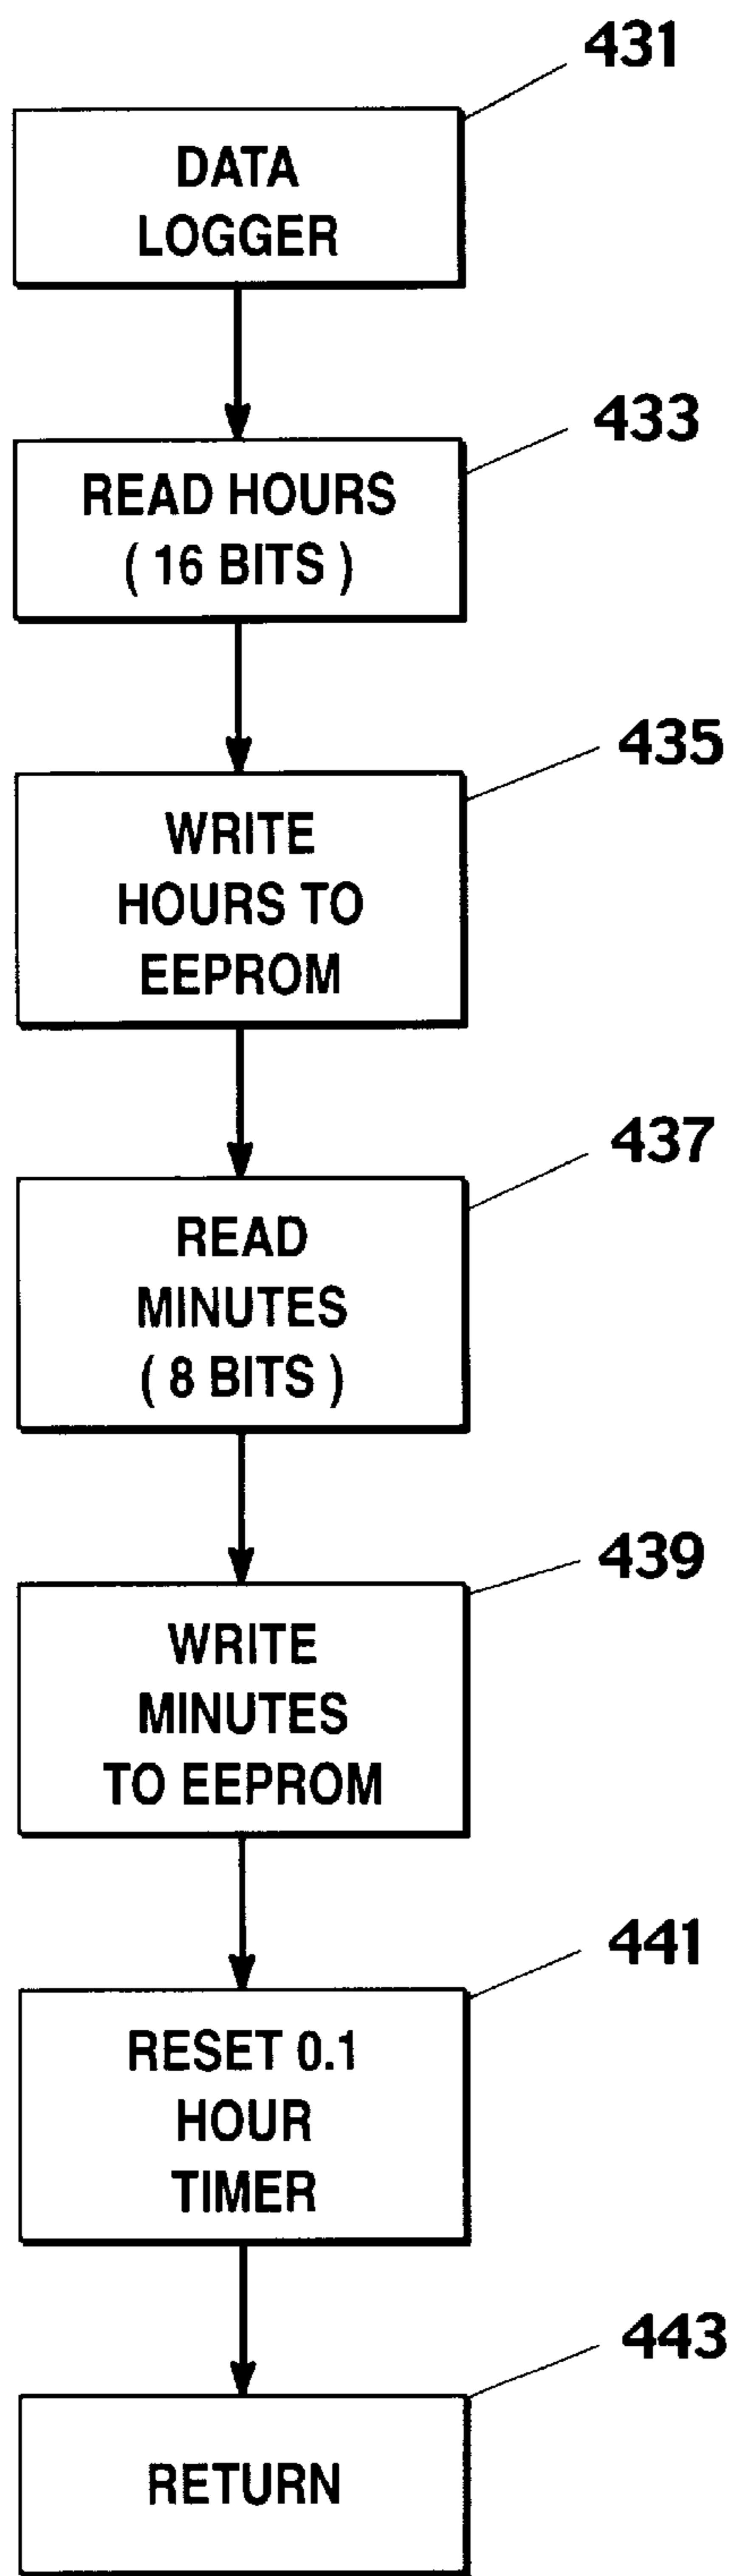 431
DATA
LOGGER
433
READ HOURS
( 16 BITS )
435
WRITE
HOURS TO
EEPROM
437
READ
MINUTES
( 8 BITS )
439
WRITE
MINUTES
TO EEPROM
441
RESET 0.1
HOUR
TIMER
443
RETURN